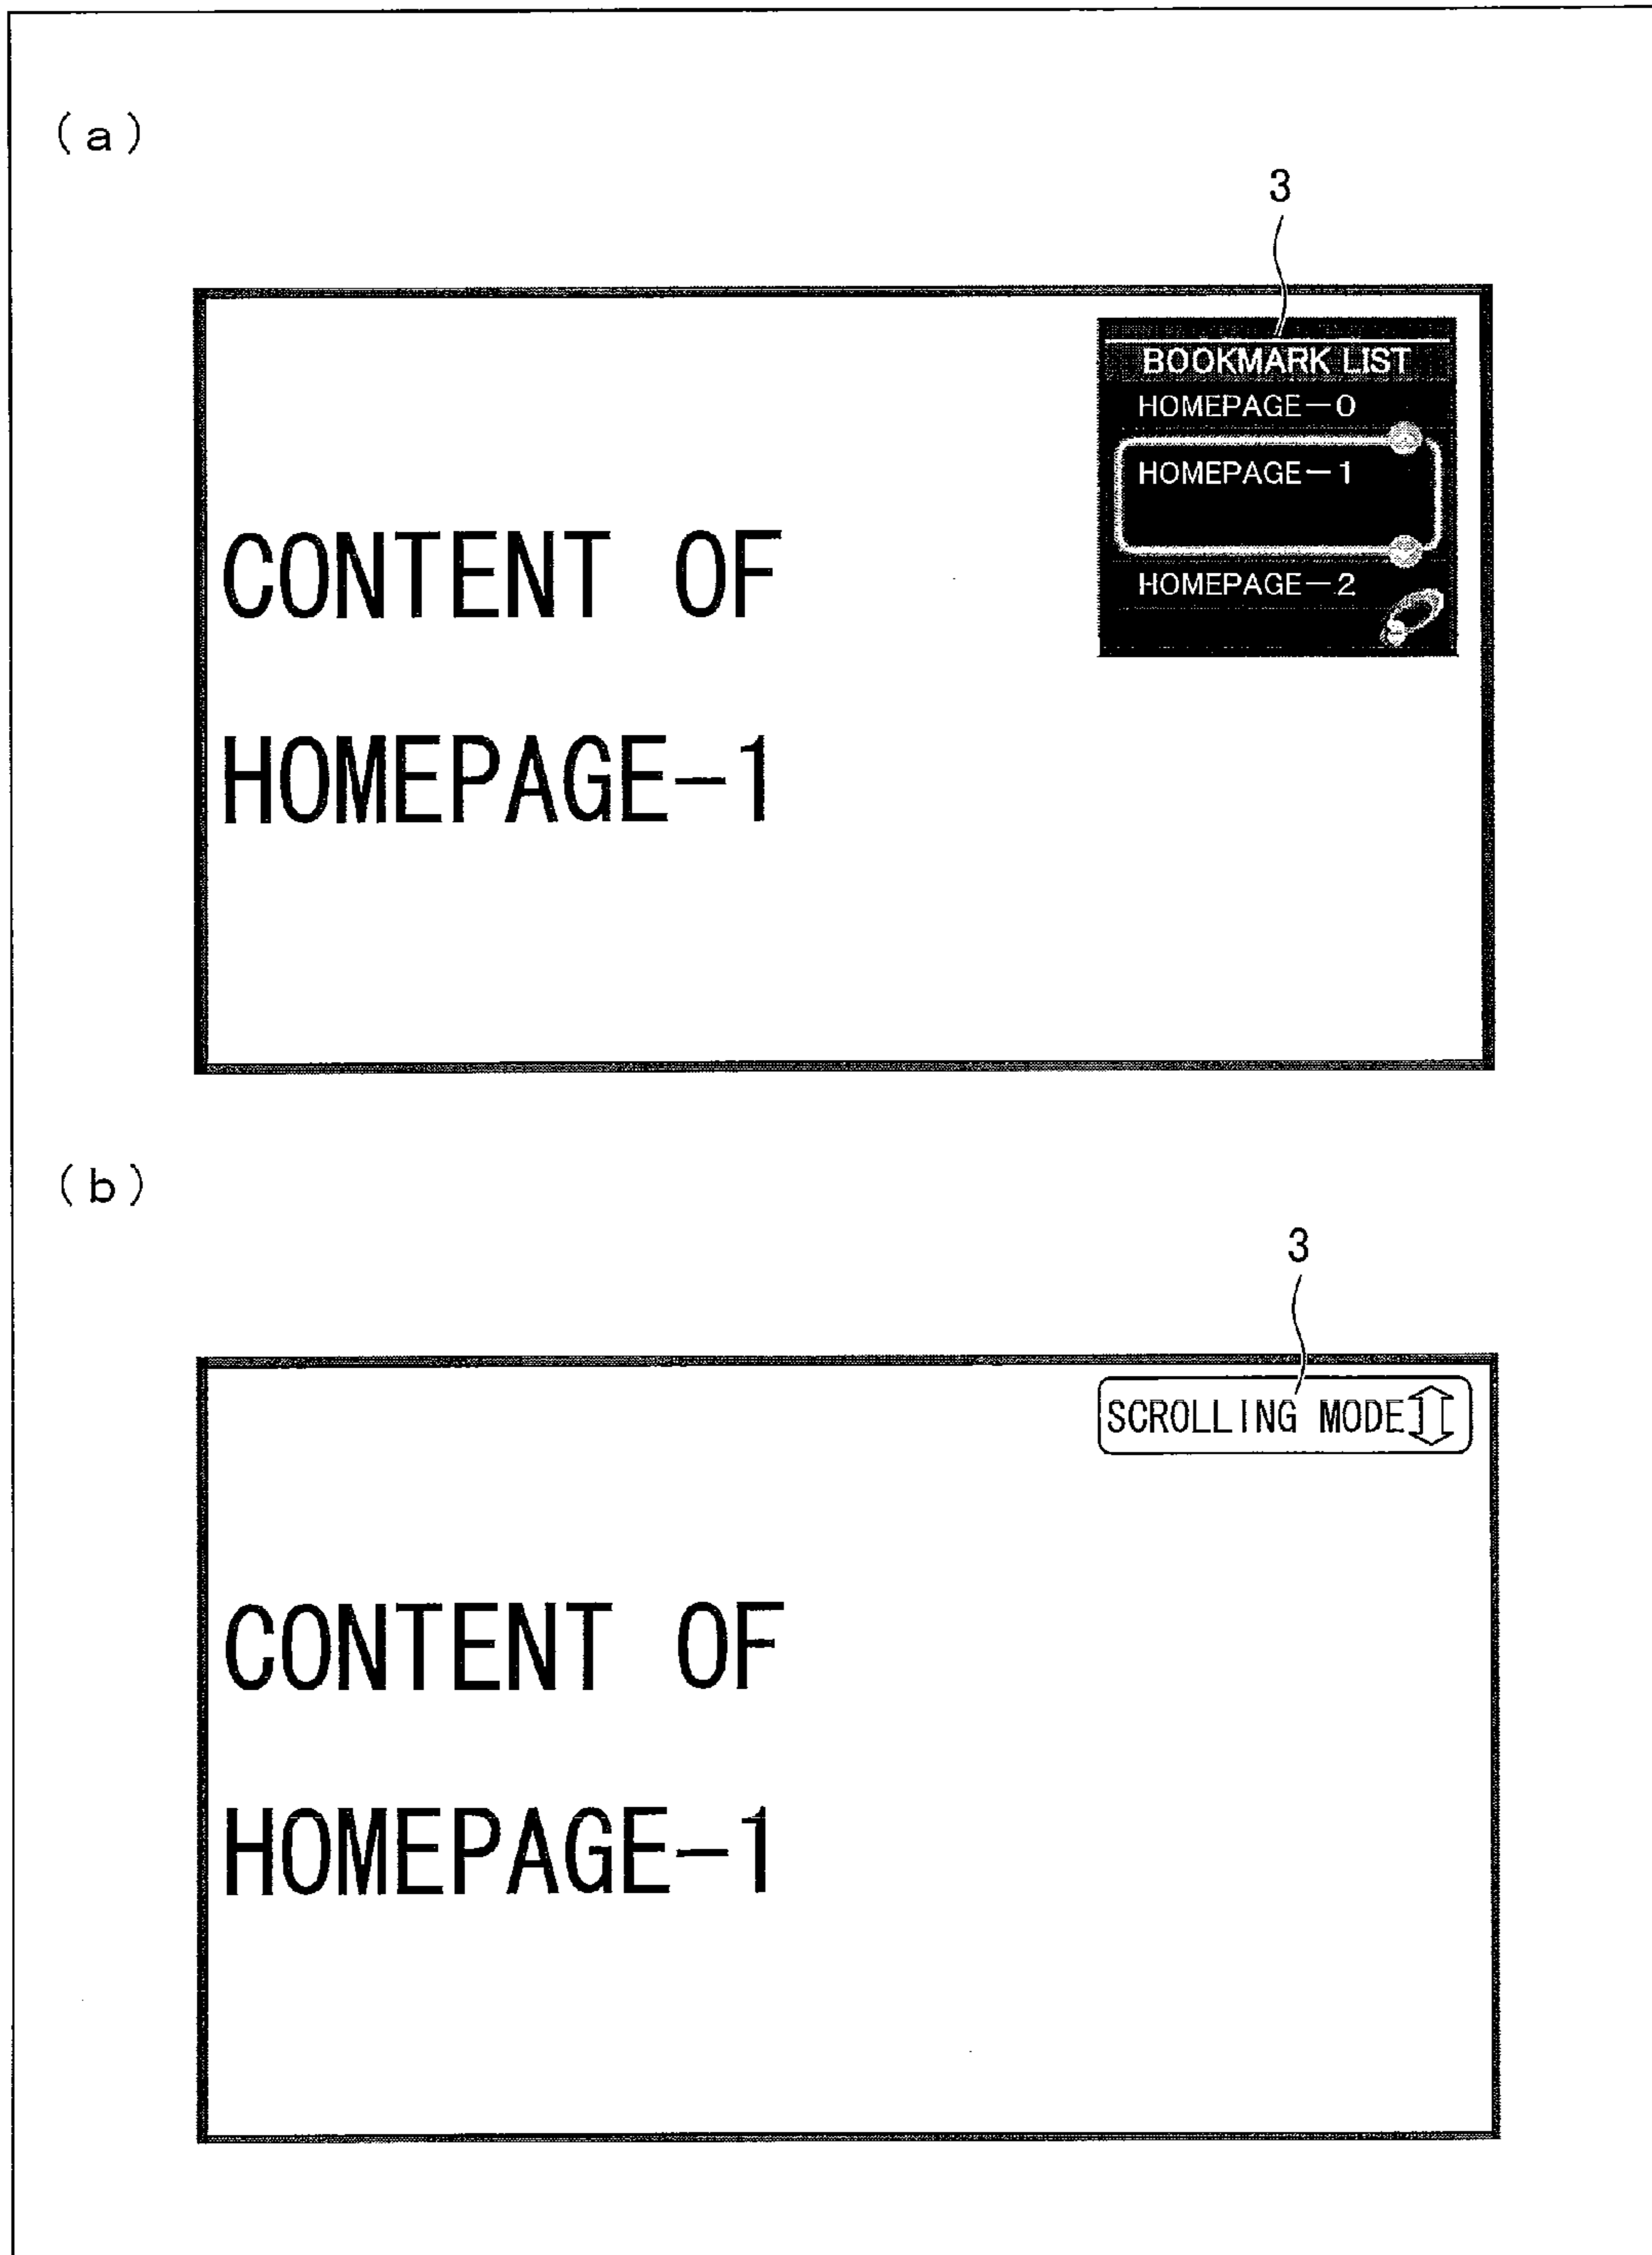 (a)
3
BOOKMARK LIST
HOMEPAGE-0
HOMEPAGE-1
HOMEPAGE-2
CONTENT OF
HOMEPAGE-1
(b)
3
SCROLLING MODE
CONTENT OF
HOMEPAGE-1